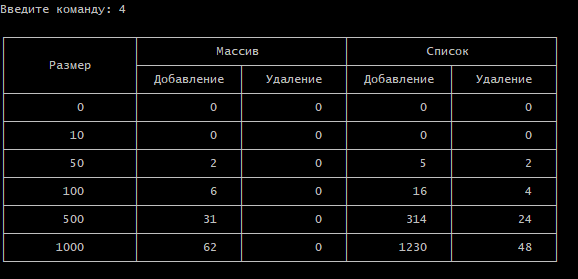 Введите команду: 4
Массив Список
Размер
Добавление Удаление Добавление Удаление
0 0 0 0 0
10 0 0 0 0
50 2 0 5 2
100 6 0 16 4
500 31 0 314 24
1000 62 0 1230 48